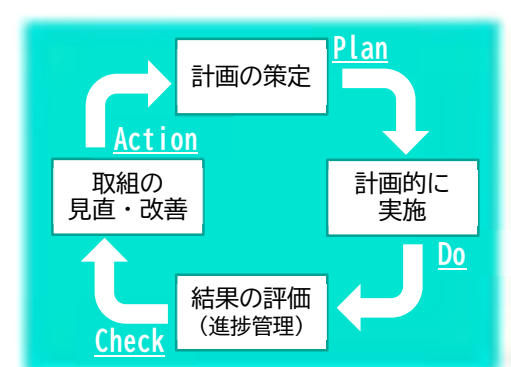 計画の策定
Plan
計画的に
実施
Do
結果の評価
（進捗管理）
Check
取組の
見直・改善
Action